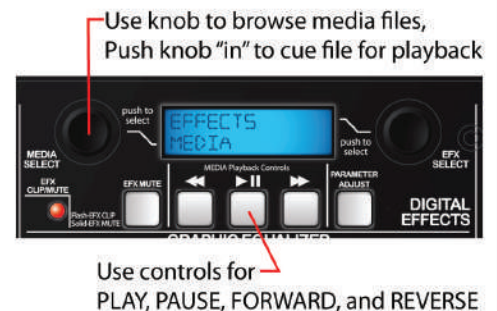 Use knob to browse media files,
Push knob "in" to cue file for playback
push to
select
EFFECTS
MEDIA
push to
select
MEDIA
SELECT
EFX
SELECT
MEDIA Playback Controls
EFX
CLIP/MUTE
EFX MUTE
PARAMETER
ADJUST
Flash-EFX CLIP
Solid-EFX MUTE
DIGITAL
EFFECTS
GRAPHIC EQUALIZER
Use controls for
PLAY, PAUSE, FORWARD, and REVERSE